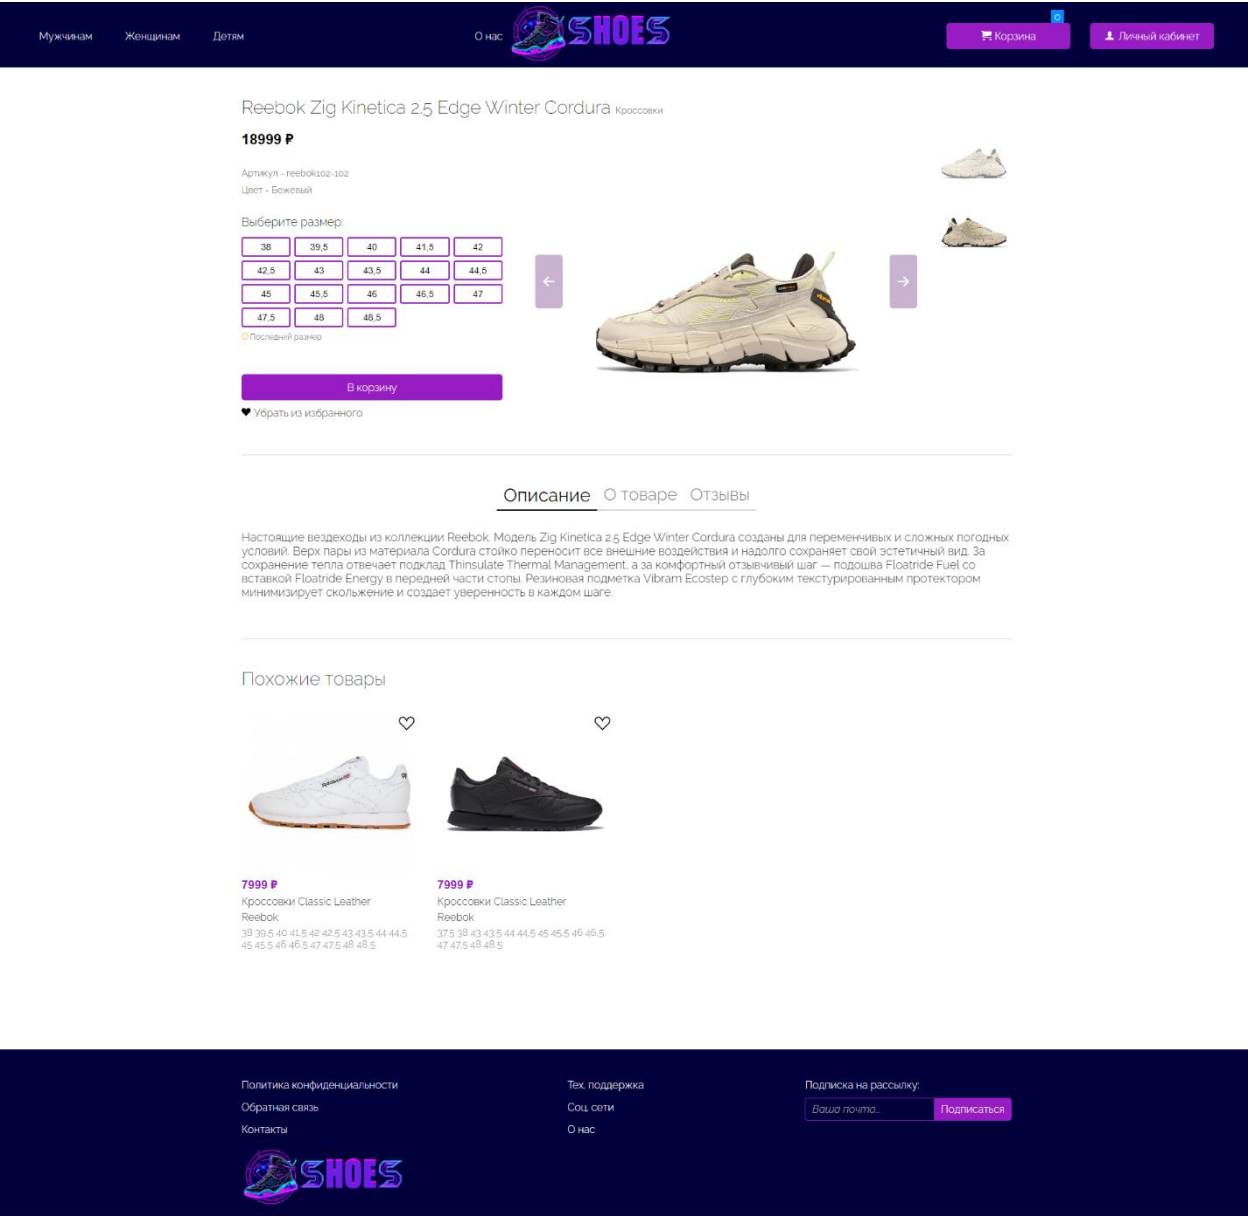 Мужчинам
Женщинам
Детям
О нас
SHOES
0
Корзина
Личный кабинет
Reebok Zig Kinetica 2.5 Edge Winter Cordura Кроссовки
18999 ₽
Артикул - reebok102-102
Цвет - Бежевый
Выберите размер:
38 39,5 40 41,5 42
42,5 43 43,5 44 44,5
45 45,5 46 46,5 47
47,5 48 48,5
Последний размер
В корзину
Убрать из избранного
Описание О товаре Отзывы
Настоящие вездеходы из коллекции Reebok. Модель Zig Kinetica 2.5 Edge Winter Cordura созданы для переменчивых и сложных погодных
условий. Верх пары из материала Cordura стойко переносит все внешние воздействия и надолго сохраняет свой эстетичный вид. За
сохранение тепла отвечает подклад Thinsulate Thermal Management, а за комфортный отзывчивый шаг — подошва Floatride Fuel со
вставкой Floatride Energy в передней части стопы. Резиновая подметка Vibram Ecostep с глубоким текстурированным протектором
минимизирует скольжение и создает уверенность в каждом шаге.
Похожие товары
7999 ₽
Кроссовки Classic Leather
Reebok
38 39.5 40 41.5 42 42.5 43 43.5 44 44.5
45 45.5 46 46.5 47 47.5 48 48.5
7999 ₽
Кроссовки Classic Leather
Reebok
37.5 38 43 43.5 44 44.5 45 45.5 46 46.5
47 47.5 48 48.5
Политика конфиденциальности
Обратная связь
Контакты
SHOES
Тех. поддержка
Соц. сети
О нас
Подписка на рассылку:
Ваша почта...
Подписаться